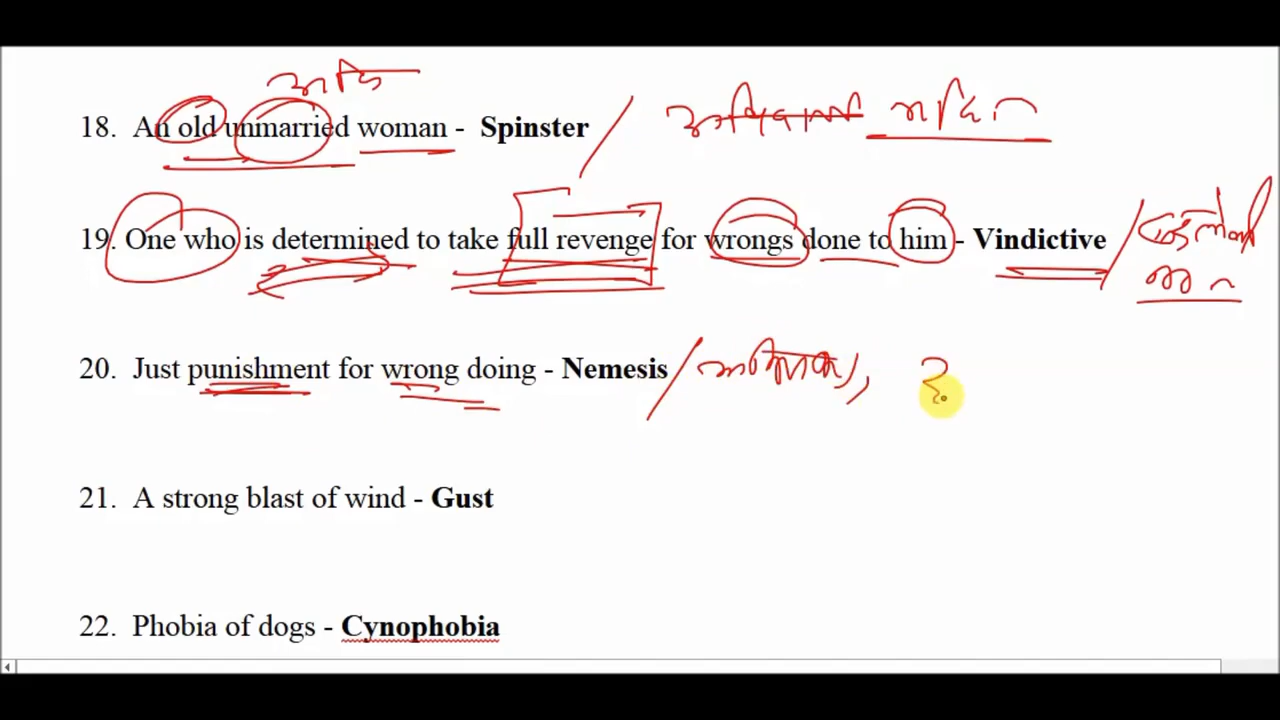 18. An old unmarried woman - Spinster /
19. One who is determined to take full revenge for wrongs done to him - Vindictive /
20. Just punishment for wrong doing - Nemesis /
21. A strong blast of wind - Gust
22. Phobia of dogs - Cynophobia